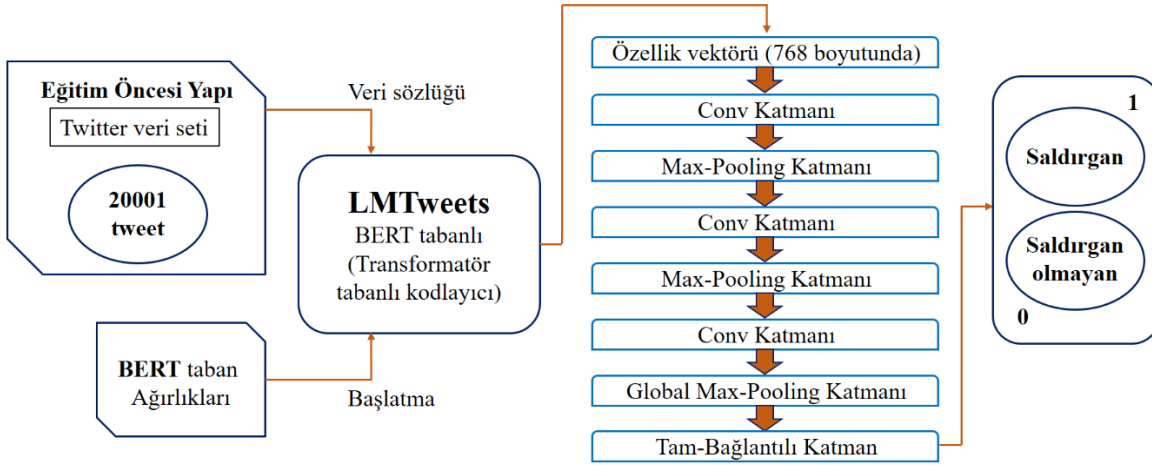 Eğitim Öncesi Yapı
Twitter veri seti
20001
tweet
Veri sözlüğü
BERT taban
Ağırlıkları
Başlatma
LMTweets
BERT tabanlı
(Transformatör
tabanlı kodlayıcı)
Özellik vektörü (768 boyutunda)
Conv Katmanı
Max-Pooling Katmanı
Conv Katmanı
Max-Pooling Katmanı
Conv Katmanı
Global Max-Pooling Katmanı
Tam-Bağlantılı Katman
1
Saldırgan
Saldırgan
olmayan
0